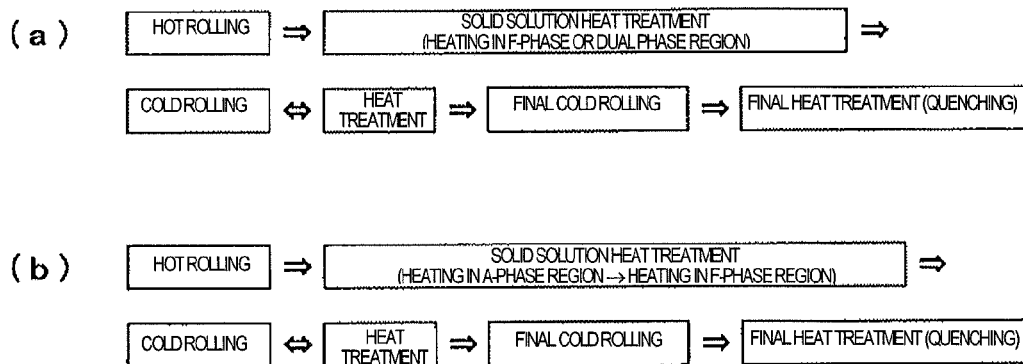 (a) HOT ROLLING ⇒ SOLID SOLUTION HEAT TREATMENT ⇒
(HEATING IN F-PHASE OR DUAL PHASE REGION)
COLD ROLLING ⇔ HEAT TREATMENT ⇒ FINAL COLD ROLLING ⇒ FINAL HEAT TREATMENT (QUENCHING)
(b) HOT ROLLING ⇒ SOLID SOLUTION HEAT TREATMENT ⇒
(HEATING IN A-PHASE REGION → HEATING IN F-PHASE REGION)
COLD ROLLING ⇔ HEAT TREATMENT ⇒ FINAL COLD ROLLING ⇒ FINAL HEAT TREATMENT (QUENCHING)